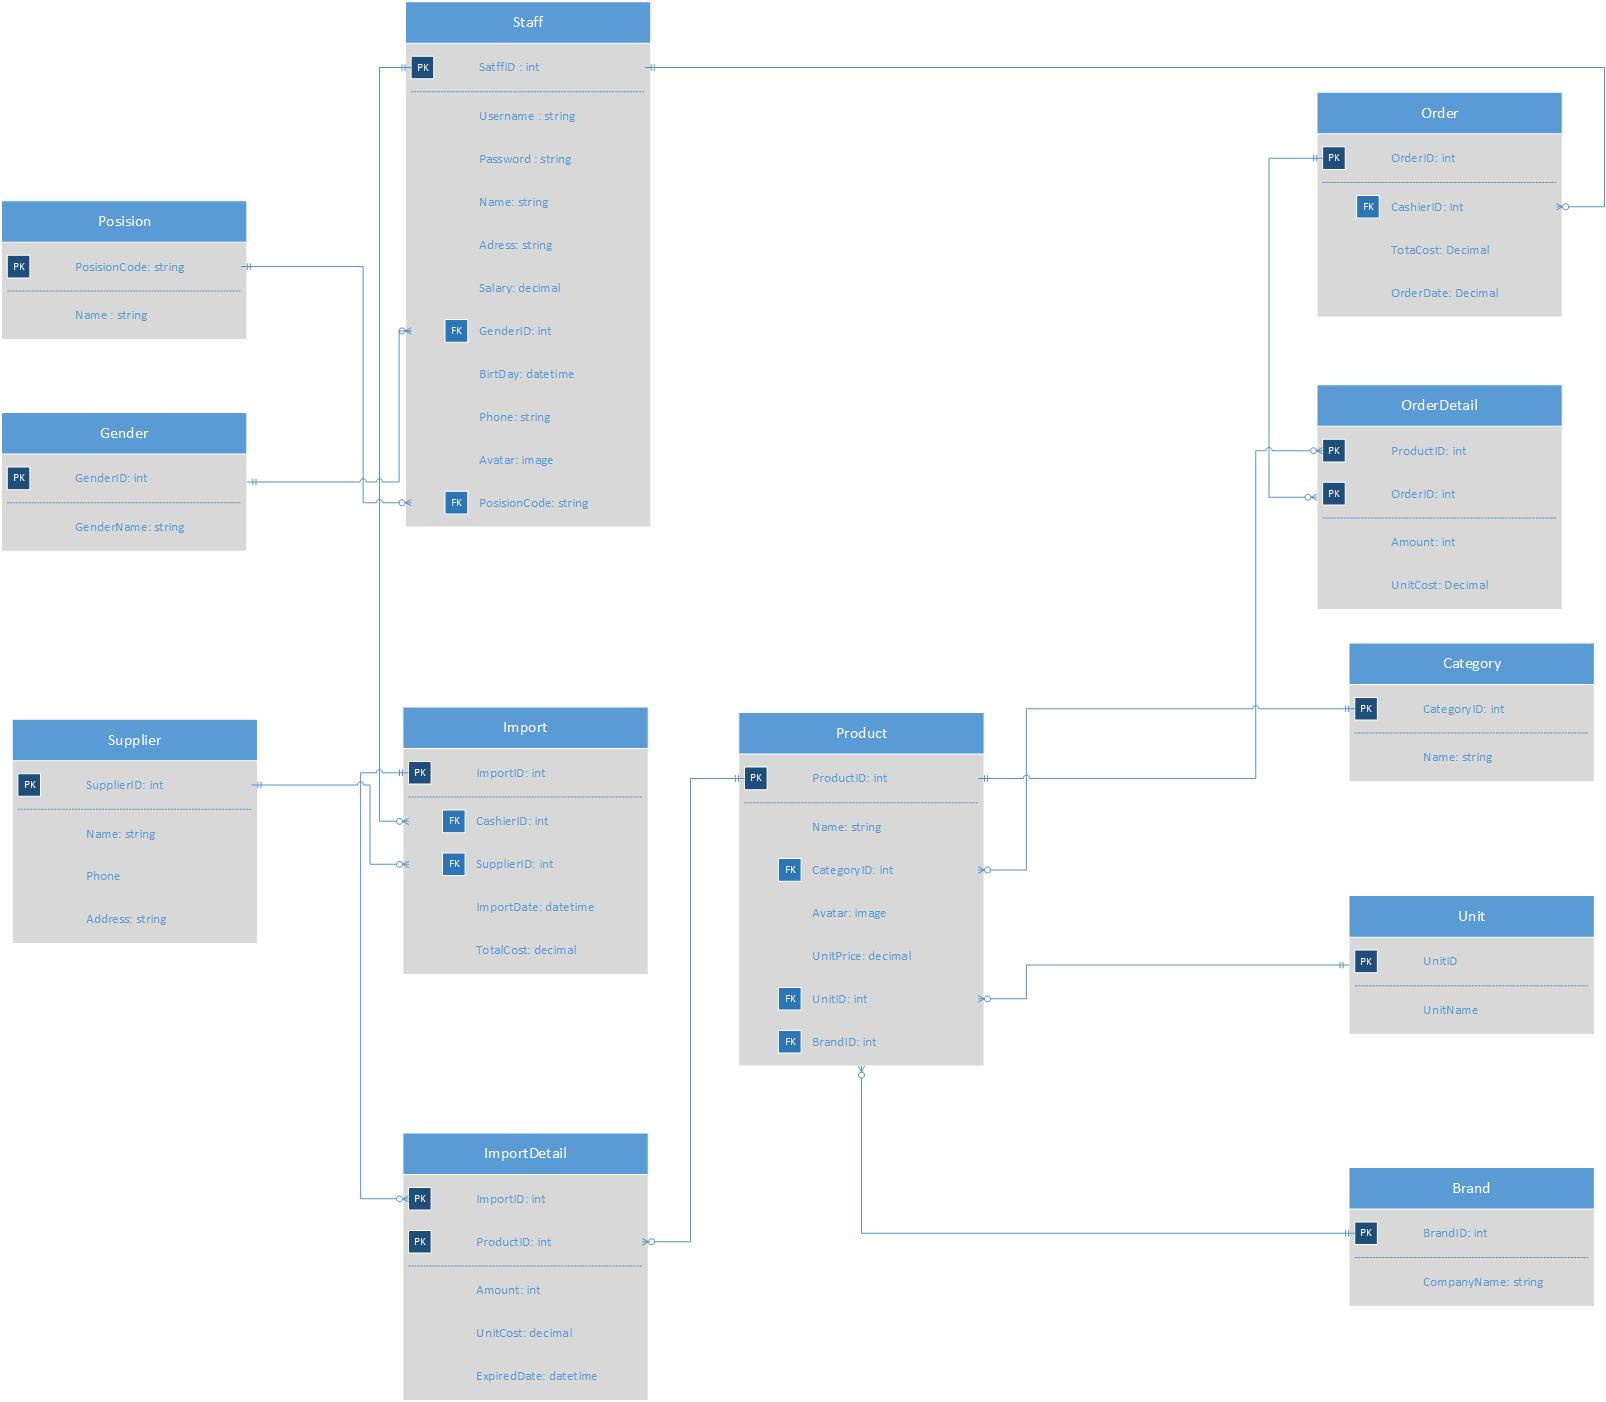 Staff
PK SatffID : int
Username : string
Password : string
Name: string
Adress: string
Salary: decimal
FK GenderID: int
BirtDay: datetime
Phone: string
Avatar: image
FK PosisionCode: string
Order
PK OrderID: int
FK CashierID: Int
TotaCost: Decimal
OrderDate: Decimal
Posision
PK PosisionCode: string
Name : string
Gender
PK GenderID: int
GenderName: string
OrderDetail
PK ProductID: int
PK OrderID: int
Amount: int
UnitCost: Decimal
Category
PK CategoryID: int
Name: string
Supplier
PK SupplierID: int
Name: string
Phone
Address: string
Import
PK ImportID: int
FK CashierID: int
FK SupplierID: int
ImportDate: datetime
TotalCost: decimal
Product
PK ProductID: int
Name: string
FK CategoryID: int
Avatar: image
UnitPrice: decimal
FK UnitID: int
FK BrandID: int
Unit
PK UnitID
UnitName
ImportDetail
PK ImportID: int
PK ProductID: int
Amount: int
UnitCost: decimal
ExpiredDate: datetime
Brand
PK BrandID: int
CompanyName: string